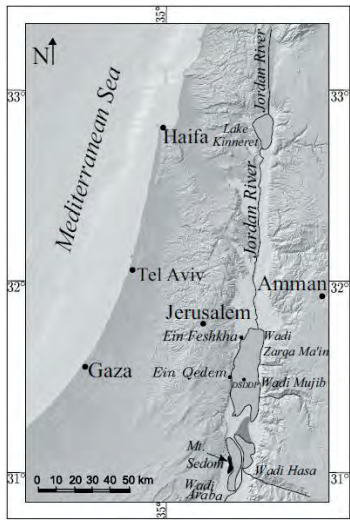 35°
N
Jordan River
33°
33°
Mediterranean Sea
Haifa
Lake
Kinneret
Jordan River
32°
32°
Tel Aviv
Amman
Jerusalem
Ein Feshkha
Wadi
Zarqa Ma'in
Gaza
Ein Qedem
DSDDP
Wadi Mujib
Mt.
Sedom
Wadi Hasa
31°
31°
Wadi
Araba
0 10 20 30 40 50 km
35°